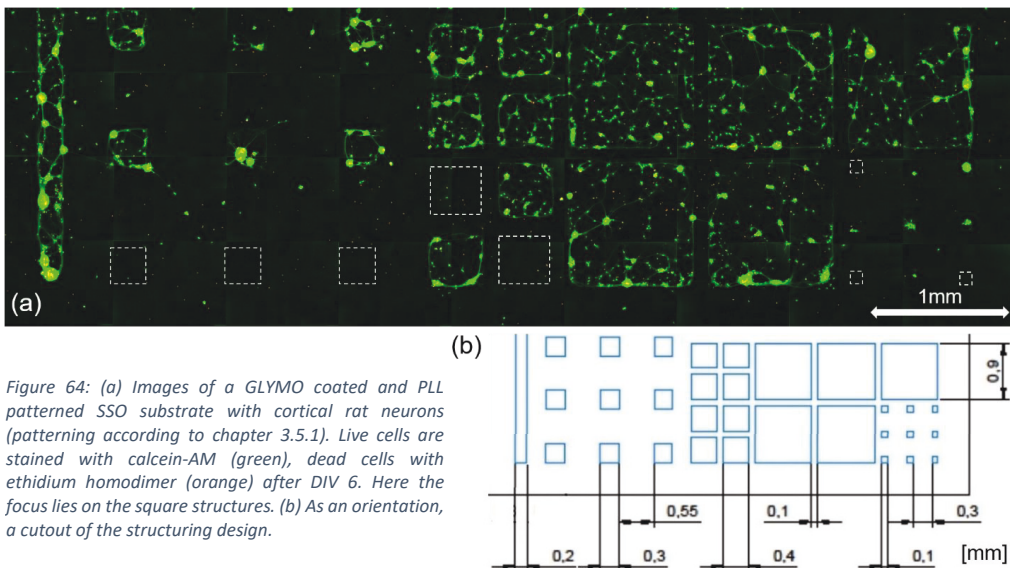 (a)
1mm
(b)
Figure 64: (a) Images of a GLYMO coated and PLL
patterned SSO substrate with cortical rat neurons
(patterning according to chapter 3.5.1). Live cells are
stained with calcein-AM (green), dead cells with
ethidium homodimer (orange) after DIV 6. Here the
focus lies on the square structures. (b) As an orientation,
a cutout of the structuring design.
0,9
0,55
0,1
0,3
0,2
0,3
0,4
0,1
[mm]